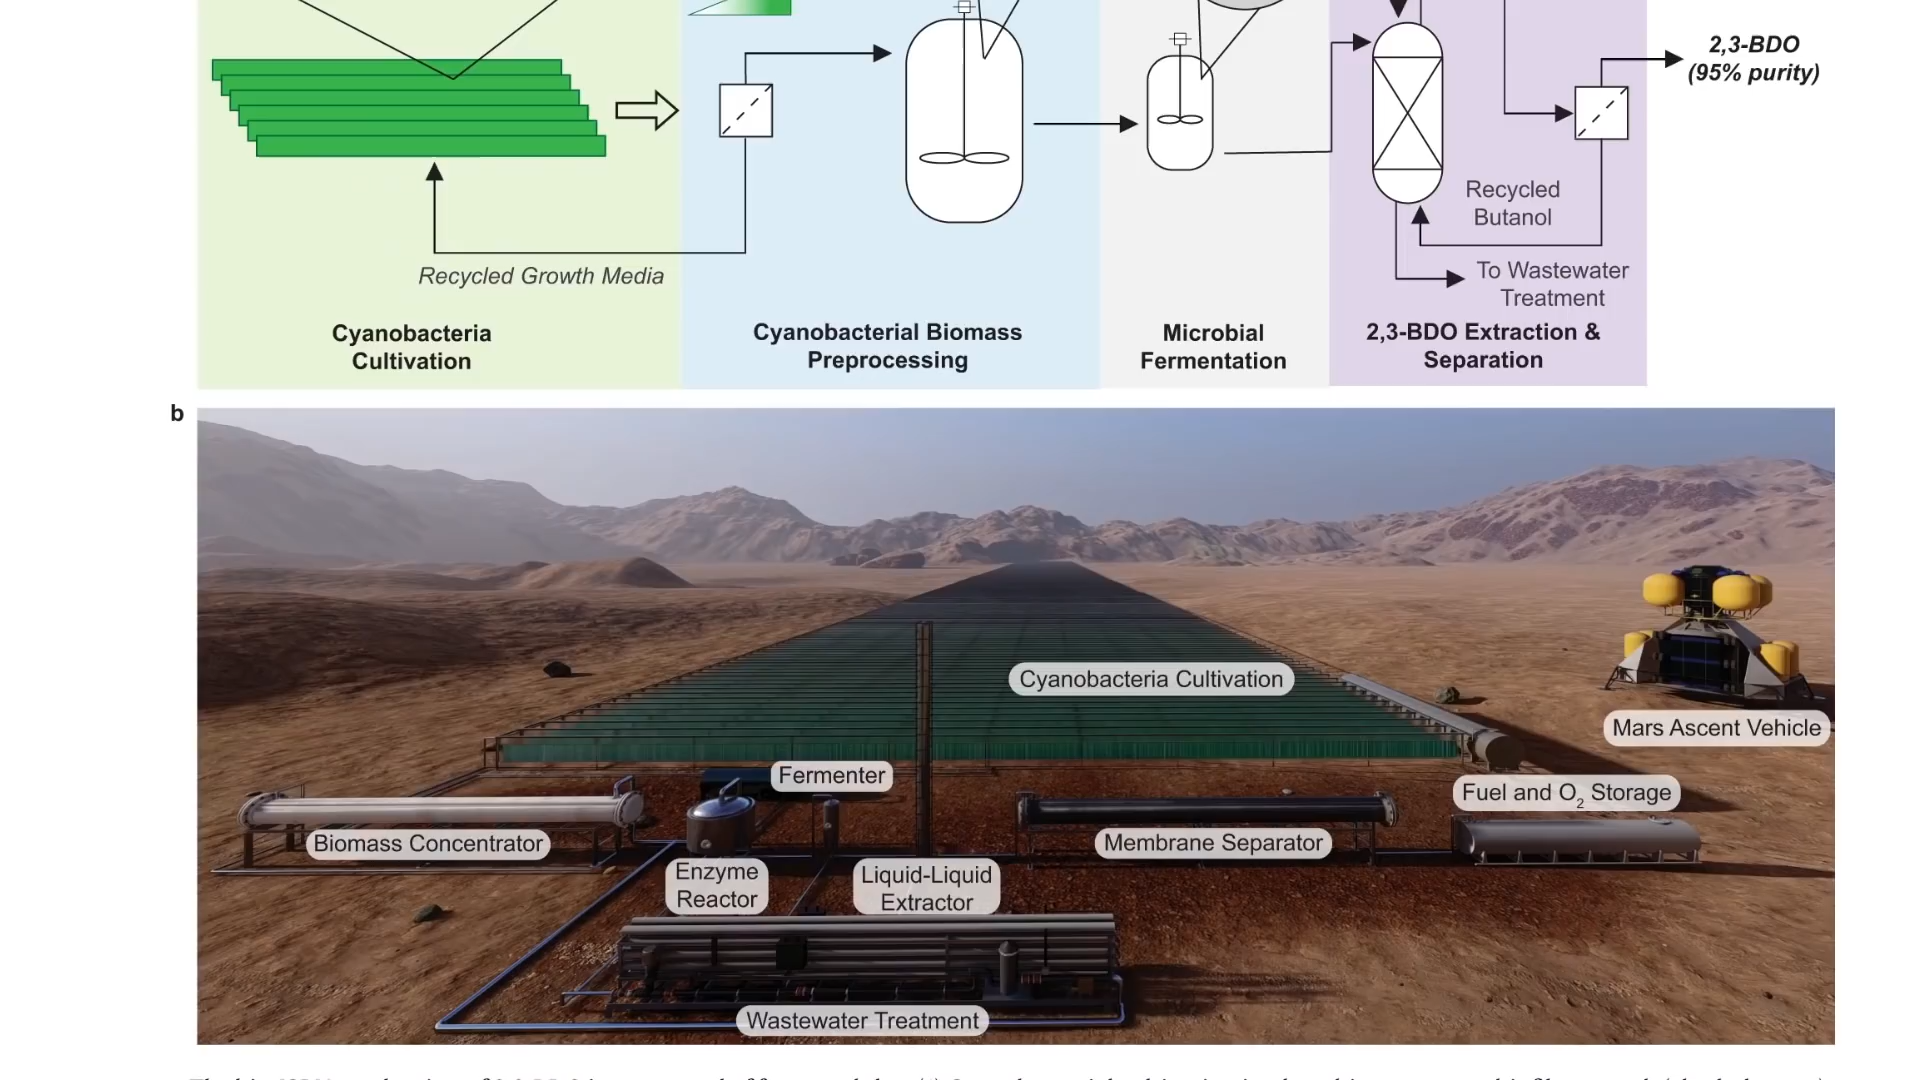 2,3-BDO
(95% purity)
Recycled
Butanol
Recycled Growth Media
To Wastewater
Treatment
Cyanobacteria
Cultivation
Cyanobacterial Biomass
Preprocessing
Microbial
Fermentation
2,3-BDO Extraction &
Separation
b
Cyanobacteria Cultivation
Mars Ascent Vehicle
Fermenter
Fuel and O2 Storage
Biomass Concentrator
Membrane Separator
Enzyme
Reactor
Liquid-Liquid
Extractor
Wastewater Treatment